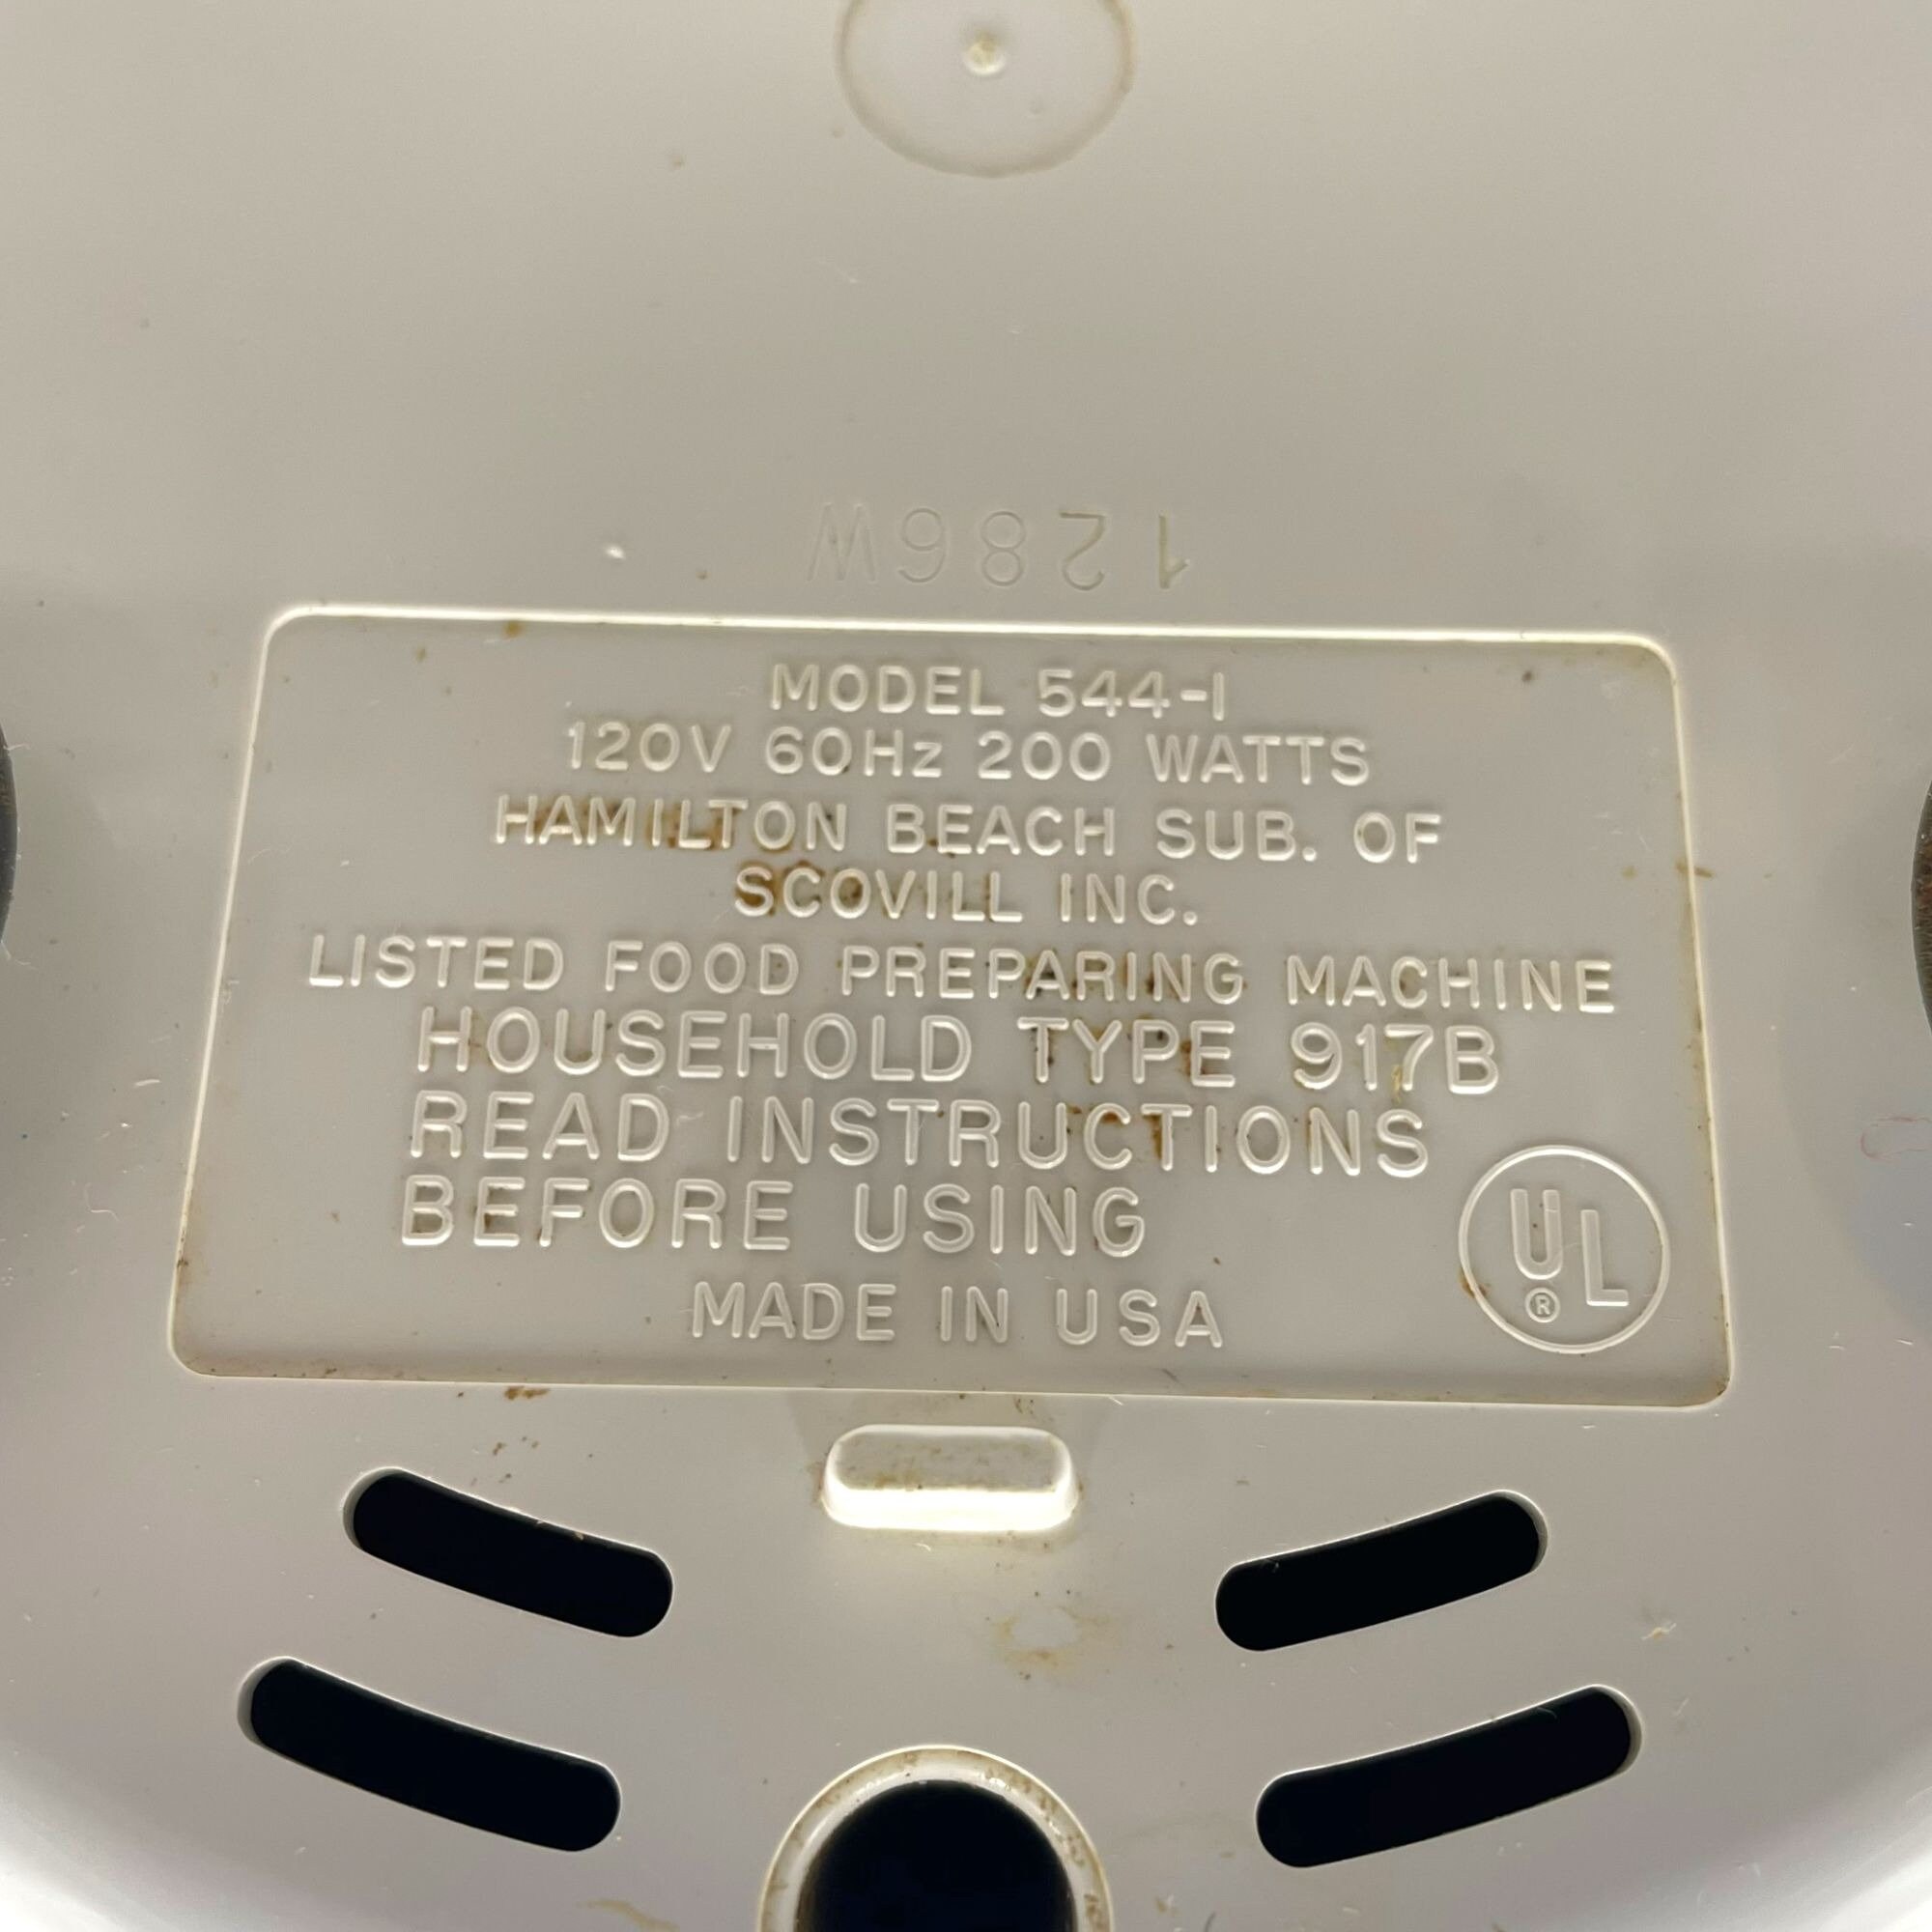 1286W
MODEL 544-1
120V 60Hz 200 WATTS
HAMILTON BEACH SUB. OF
SCOVILL INC.
LISTED FOOD PREPARING MACHINE
HOUSEHOLD TYPE 917B
READ INSTRUCTIONS
BEFORE USING
MADE IN USA
UL
®